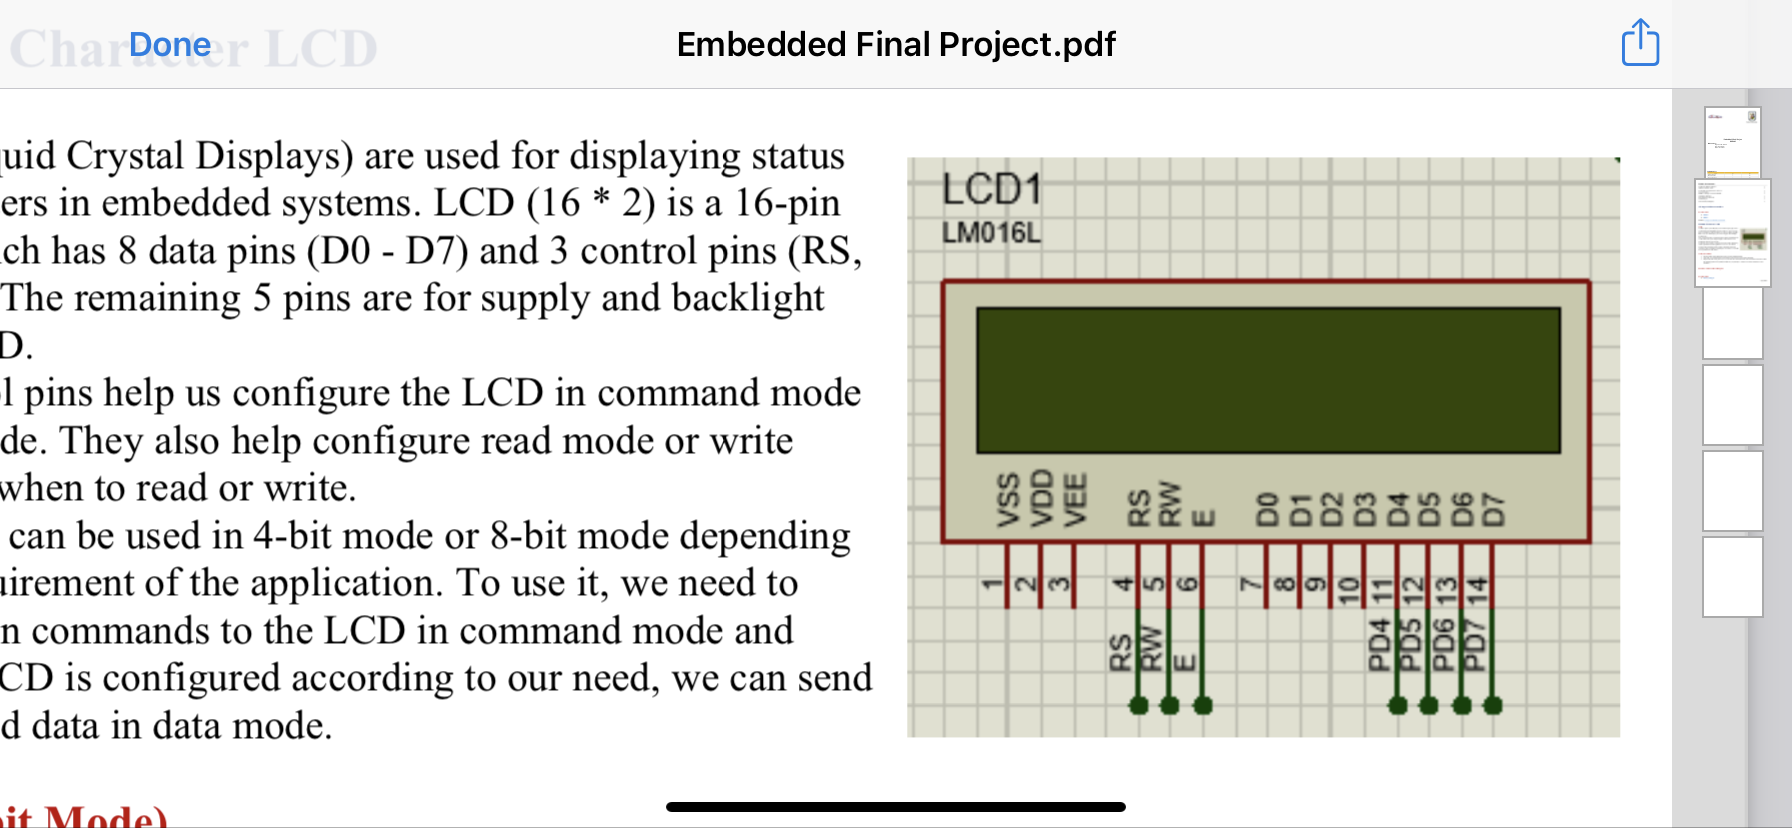 Character LCD
Done
Embedded Final Project.pdf
uid Crystal Displays) are used for displaying status
ers in embedded systems. LCD (16 * 2) is a 16-pin
ch has 8 data pins (D0 - D7) and 3 control pins (RS,
The remaining 5 pins are for supply and backlight
D.
l pins help us configure the LCD in command mode
de. They also help configure read mode or write
when to read or write.
can be used in 4-bit mode or 8-bit mode depending
uirement of the application. To use it, we need to
n commands to the LCD in command mode and
CD is configured according to our need, we can send
d data in data mode.
it Mode)
LCD1
LM016L
VSS VDD VEE RS RW E D0 D1 D2 D3 D4 D5 D6 D7
1 2 3 4 5 6 7 8 9 10 11 12 13 14
RS RW E PD4 PD5 PD6 PD7